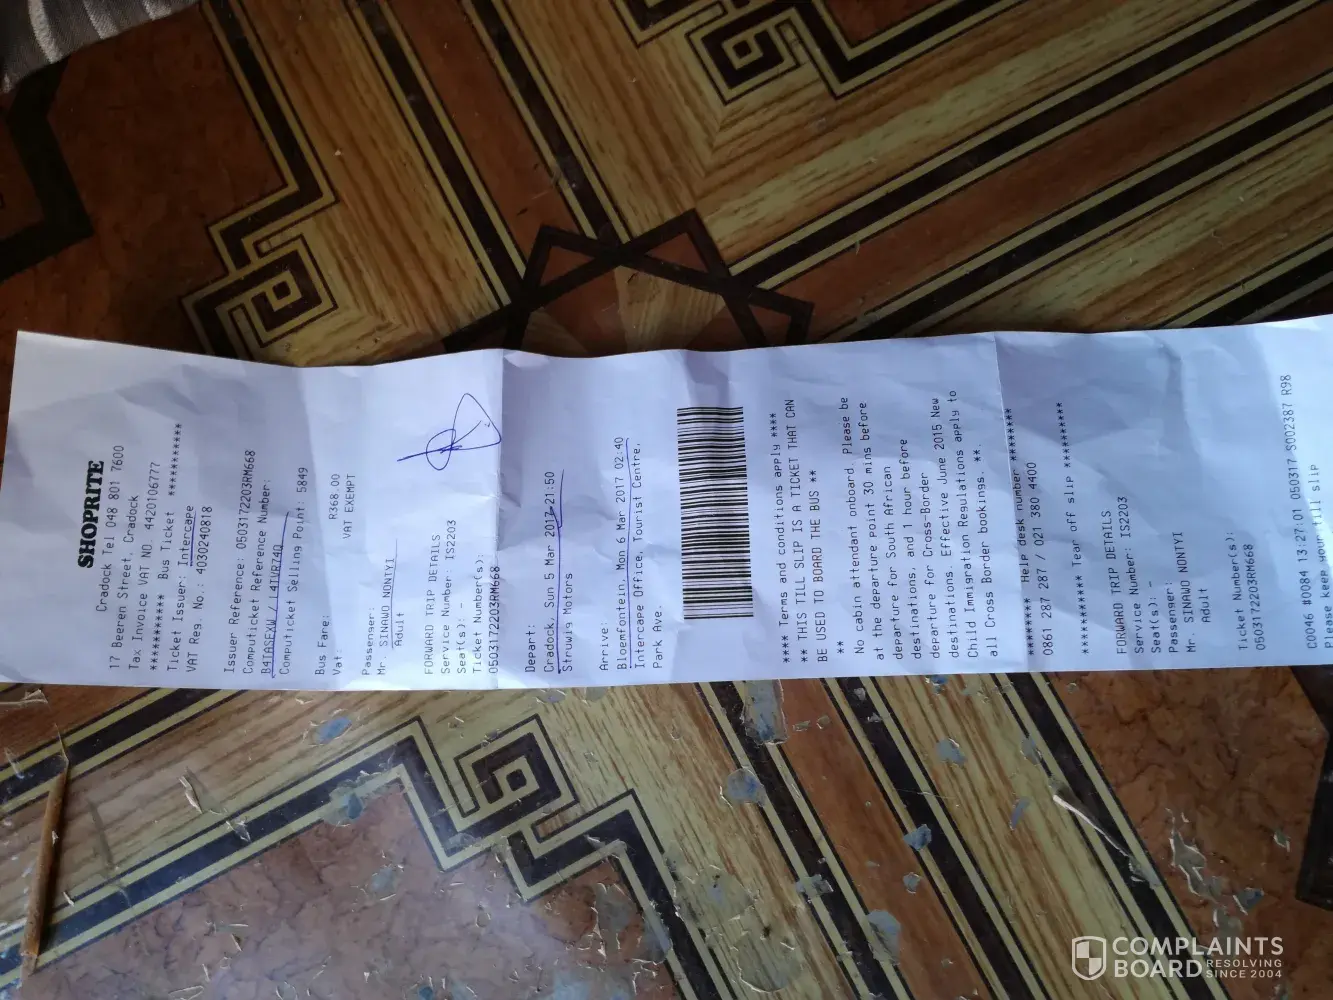 SHOPRITE
Cradock Tel 048 801 7600
17 Beeren Street, Cradock
Tax Invoice VAT NO. 4420106777
*********** Bus Ticket ***********
Ticket Issuer: Intercape
VAT Reg. No.: 4030240818
Issuer Reference: 0503172203RM668
Computicket Reference Number:
B4TASEXW / L41VR74Q
Computicket Selling Point: 5849
Bus Fare: R368.00
Vat: VAT EXEMPT
Passenger:
Mr. SINAWO NONTYI
Adult
FORWARD TRIP DETAILS
Service Number: IS2203
Seat(s): -
Ticket Number(s):
0503172203RM668
Depart:
Cradock, Sun 5 Mar 2017 21:50
Struwig Motors
Arrive:
Bloemfontein, Mon 6 Mar 2017 02:40
Intercape Office, Tourist Centre,
Park Ave.
**** Terms and conditions apply ****
** THIS TILL SLIP IS A TICKET THAT CAN
BE USED TO BOARD THE BUS **
**
No cabin attendant onboard. Please be
at the departure point 30 mins before
departure for South African
destinations, and 1 hour before
departure for Cross-Border
destinations. Effective June 2015 New
Child Immigration Regulations apply to
all Cross Border bookings. **
******** Help desk number ********
0861 287 287 / 021 380 4400
********* Tear off slip *********
FORWARD TRIP DETAILS
Service Number: IS2203
Seat(s): -
Passenger:
Mr. SINAWO NONTYI
Adult
Ticket Number(s):
0503172203RM668
C0046 #0084 13:27:01 050317 S002387 R98
Please keep your till slip
COMPLAINTS
BOARD RESOLVING
SINCE 2004